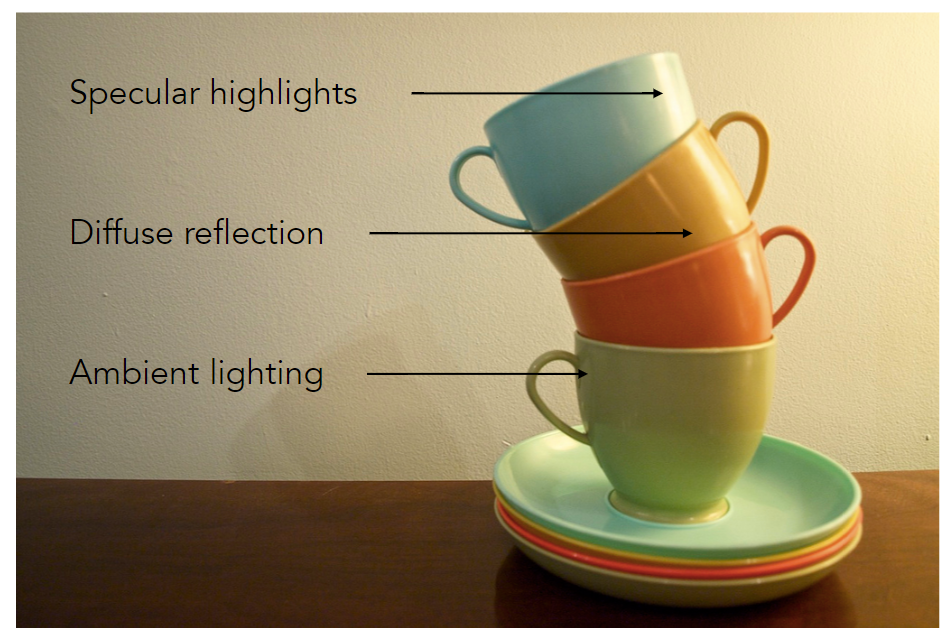 Specular highlights
Diffuse reflection
Ambient lighting